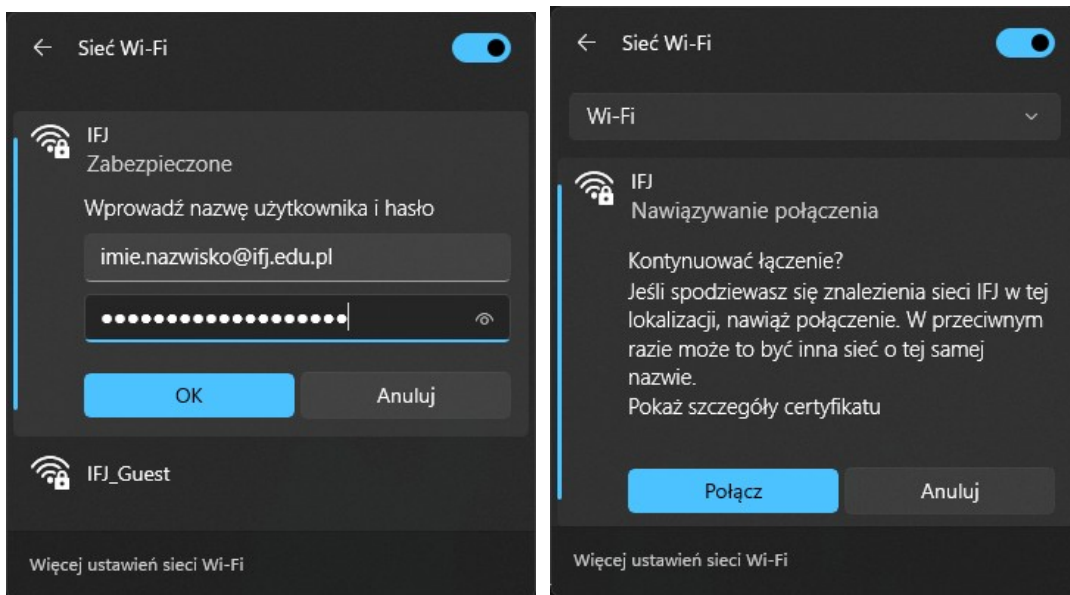 Sieć Wi-Fi
IFJ
Zabezpieczone
Wprowadź nazwę użytkownika i hasło
imie.nazwisko@ifj.edu.pl
●●●●●●●●●●●●●●●●●●●
OK
Anuluj
IFJ_Guest
Więcej ustawień sieci Wi-Fi
Sieć Wi-Fi
Wi-Fi
IFJ
Nawiązywanie połączenia
Kontynuować łączenie?
Jeśli spodziewasz się znalezienia sieci IFJ w tej
lokalizacji, nawiąż połączenie. W przeciwnym
razie może to być inna sieć o tej samej
nazwie.
Pokaż szczegóły certyfikatu
Połącz
Anuluj
Więcej ustawień sieci Wi-Fi